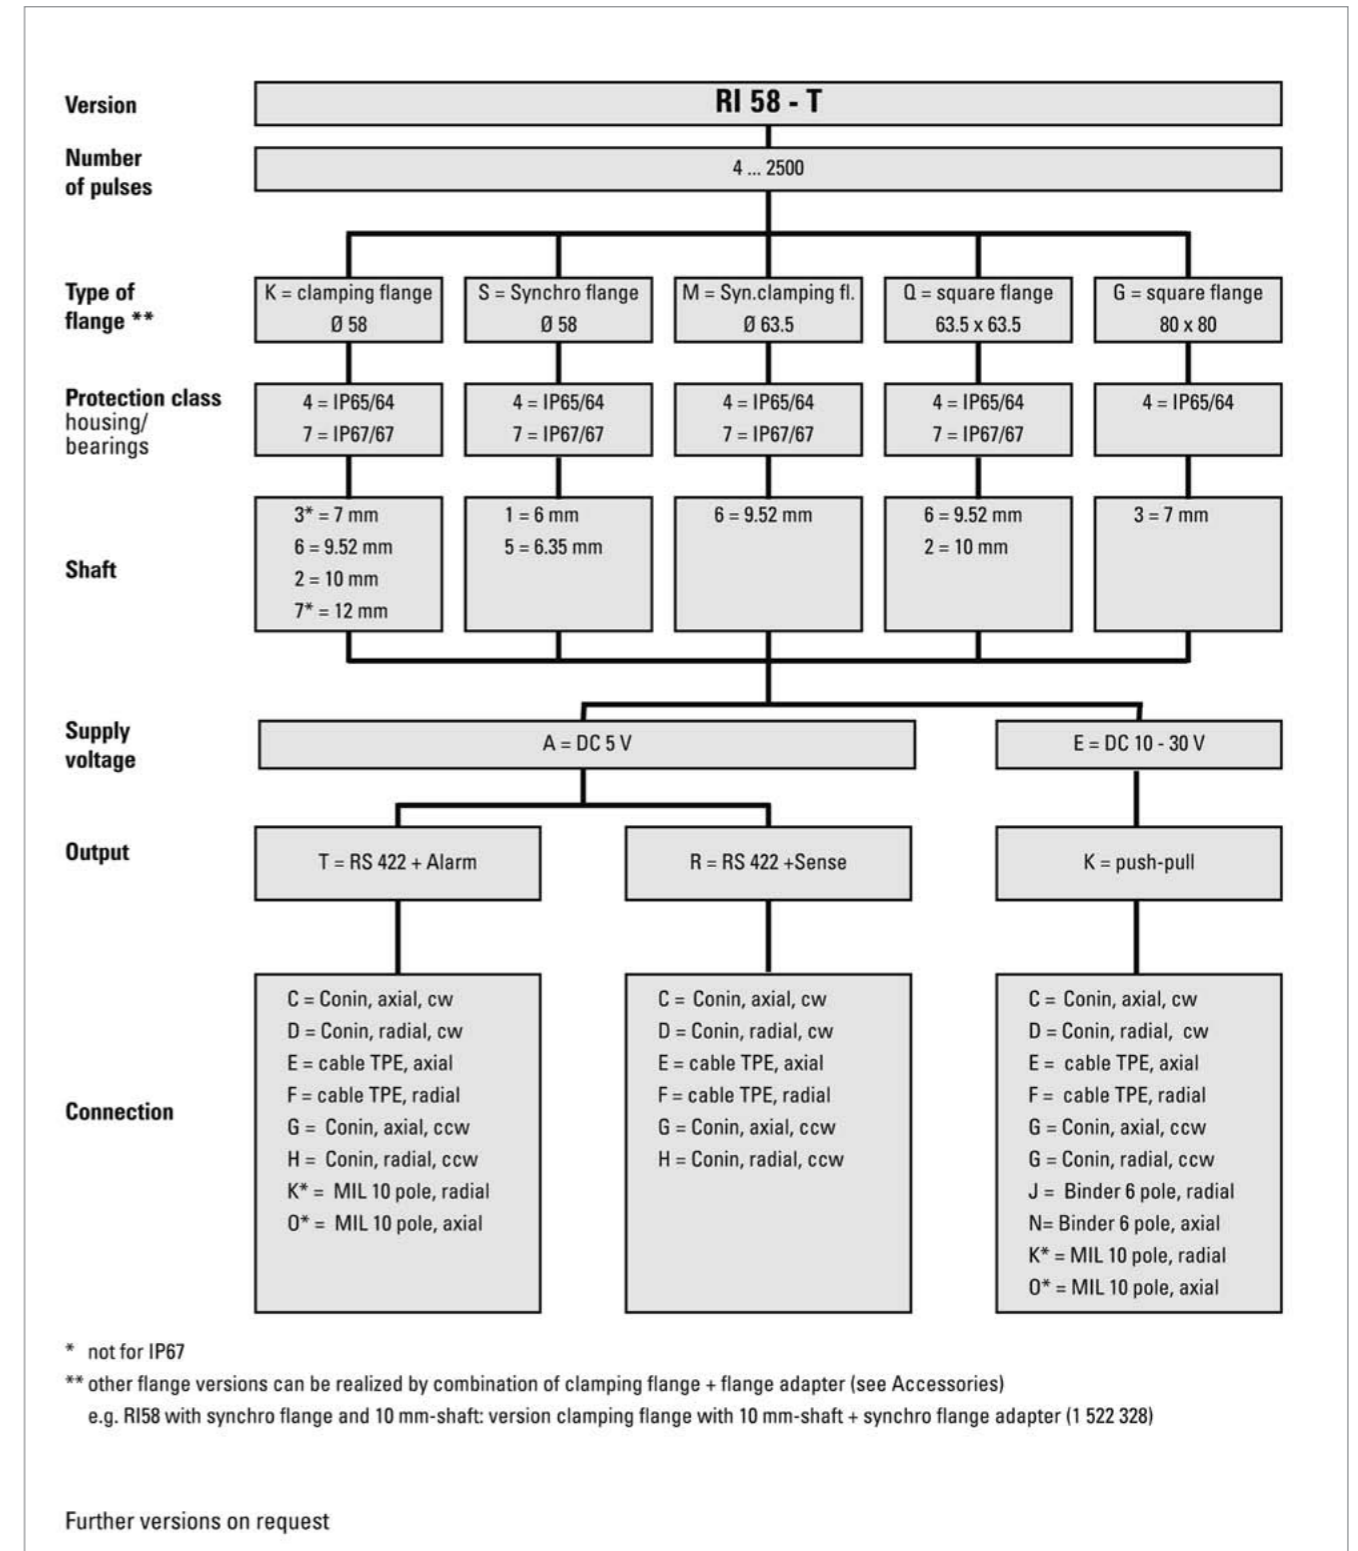 Version
RI 58 - T
Number
of pulses
4 ... 2500
Type of
flange **
K = clamping flange
Ø 58
S = Synchro flange
Ø 58
M = Syn.clamping fl.
Ø 63.5
Q = square flange
63.5 x 63.5
G = square flange
80 x 80
Protection class
housing/
bearings
4 = IP65/64
7 = IP67/67
4 = IP65/64
7 = IP67/67
4 = IP65/64
7 = IP67/67
4 = IP65/64
7 = IP67/67
4 = IP65/64
Shaft
3* = 7 mm
6 = 9.52 mm
2 = 10 mm
7* = 12 mm
1 = 6 mm
5 = 6.35 mm
6 = 9.52 mm
6 = 9.52 mm
2 = 10 mm
3 = 7 mm
Supply
voltage
A = DC 5 V
E = DC 10 - 30 V
Output
T = RS 422 + Alarm
R = RS 422 +Sense
K = push-pull
Connection
C = Conin, axial, cw
D = Conin, radial, cw
E = cable TPE, axial
F = cable TPE, radial
G = Conin, axial, ccw
H = Conin, radial, ccw
K* = MIL 10 pole, radial
O* = MIL 10 pole, axial
C = Conin, axial, cw
D = Conin, radial, cw
E = cable TPE, axial
F = cable TPE, radial
G = Conin, axial, ccw
H = Conin, radial, ccw
C = Conin, axial, cw
D = Conin, radial, cw
E = cable TPE, axial
F = cable TPE, radial
G = Conin, axial, ccw
G = Conin, radial, ccw
J = Binder 6 pole, radial
N= Binder 6 pole, axial
K* = MIL 10 pole, radial
O* = MIL 10 pole, axial
* not for IP67
** other flange versions can be realized by combination of clamping flange + flange adapter (see Accessories)
e.g. RI58 with synchro flange and 10 mm-shaft: version clamping flange with 10 mm-shaft + synchro flange adapter (1 522 328)
Further versions on request